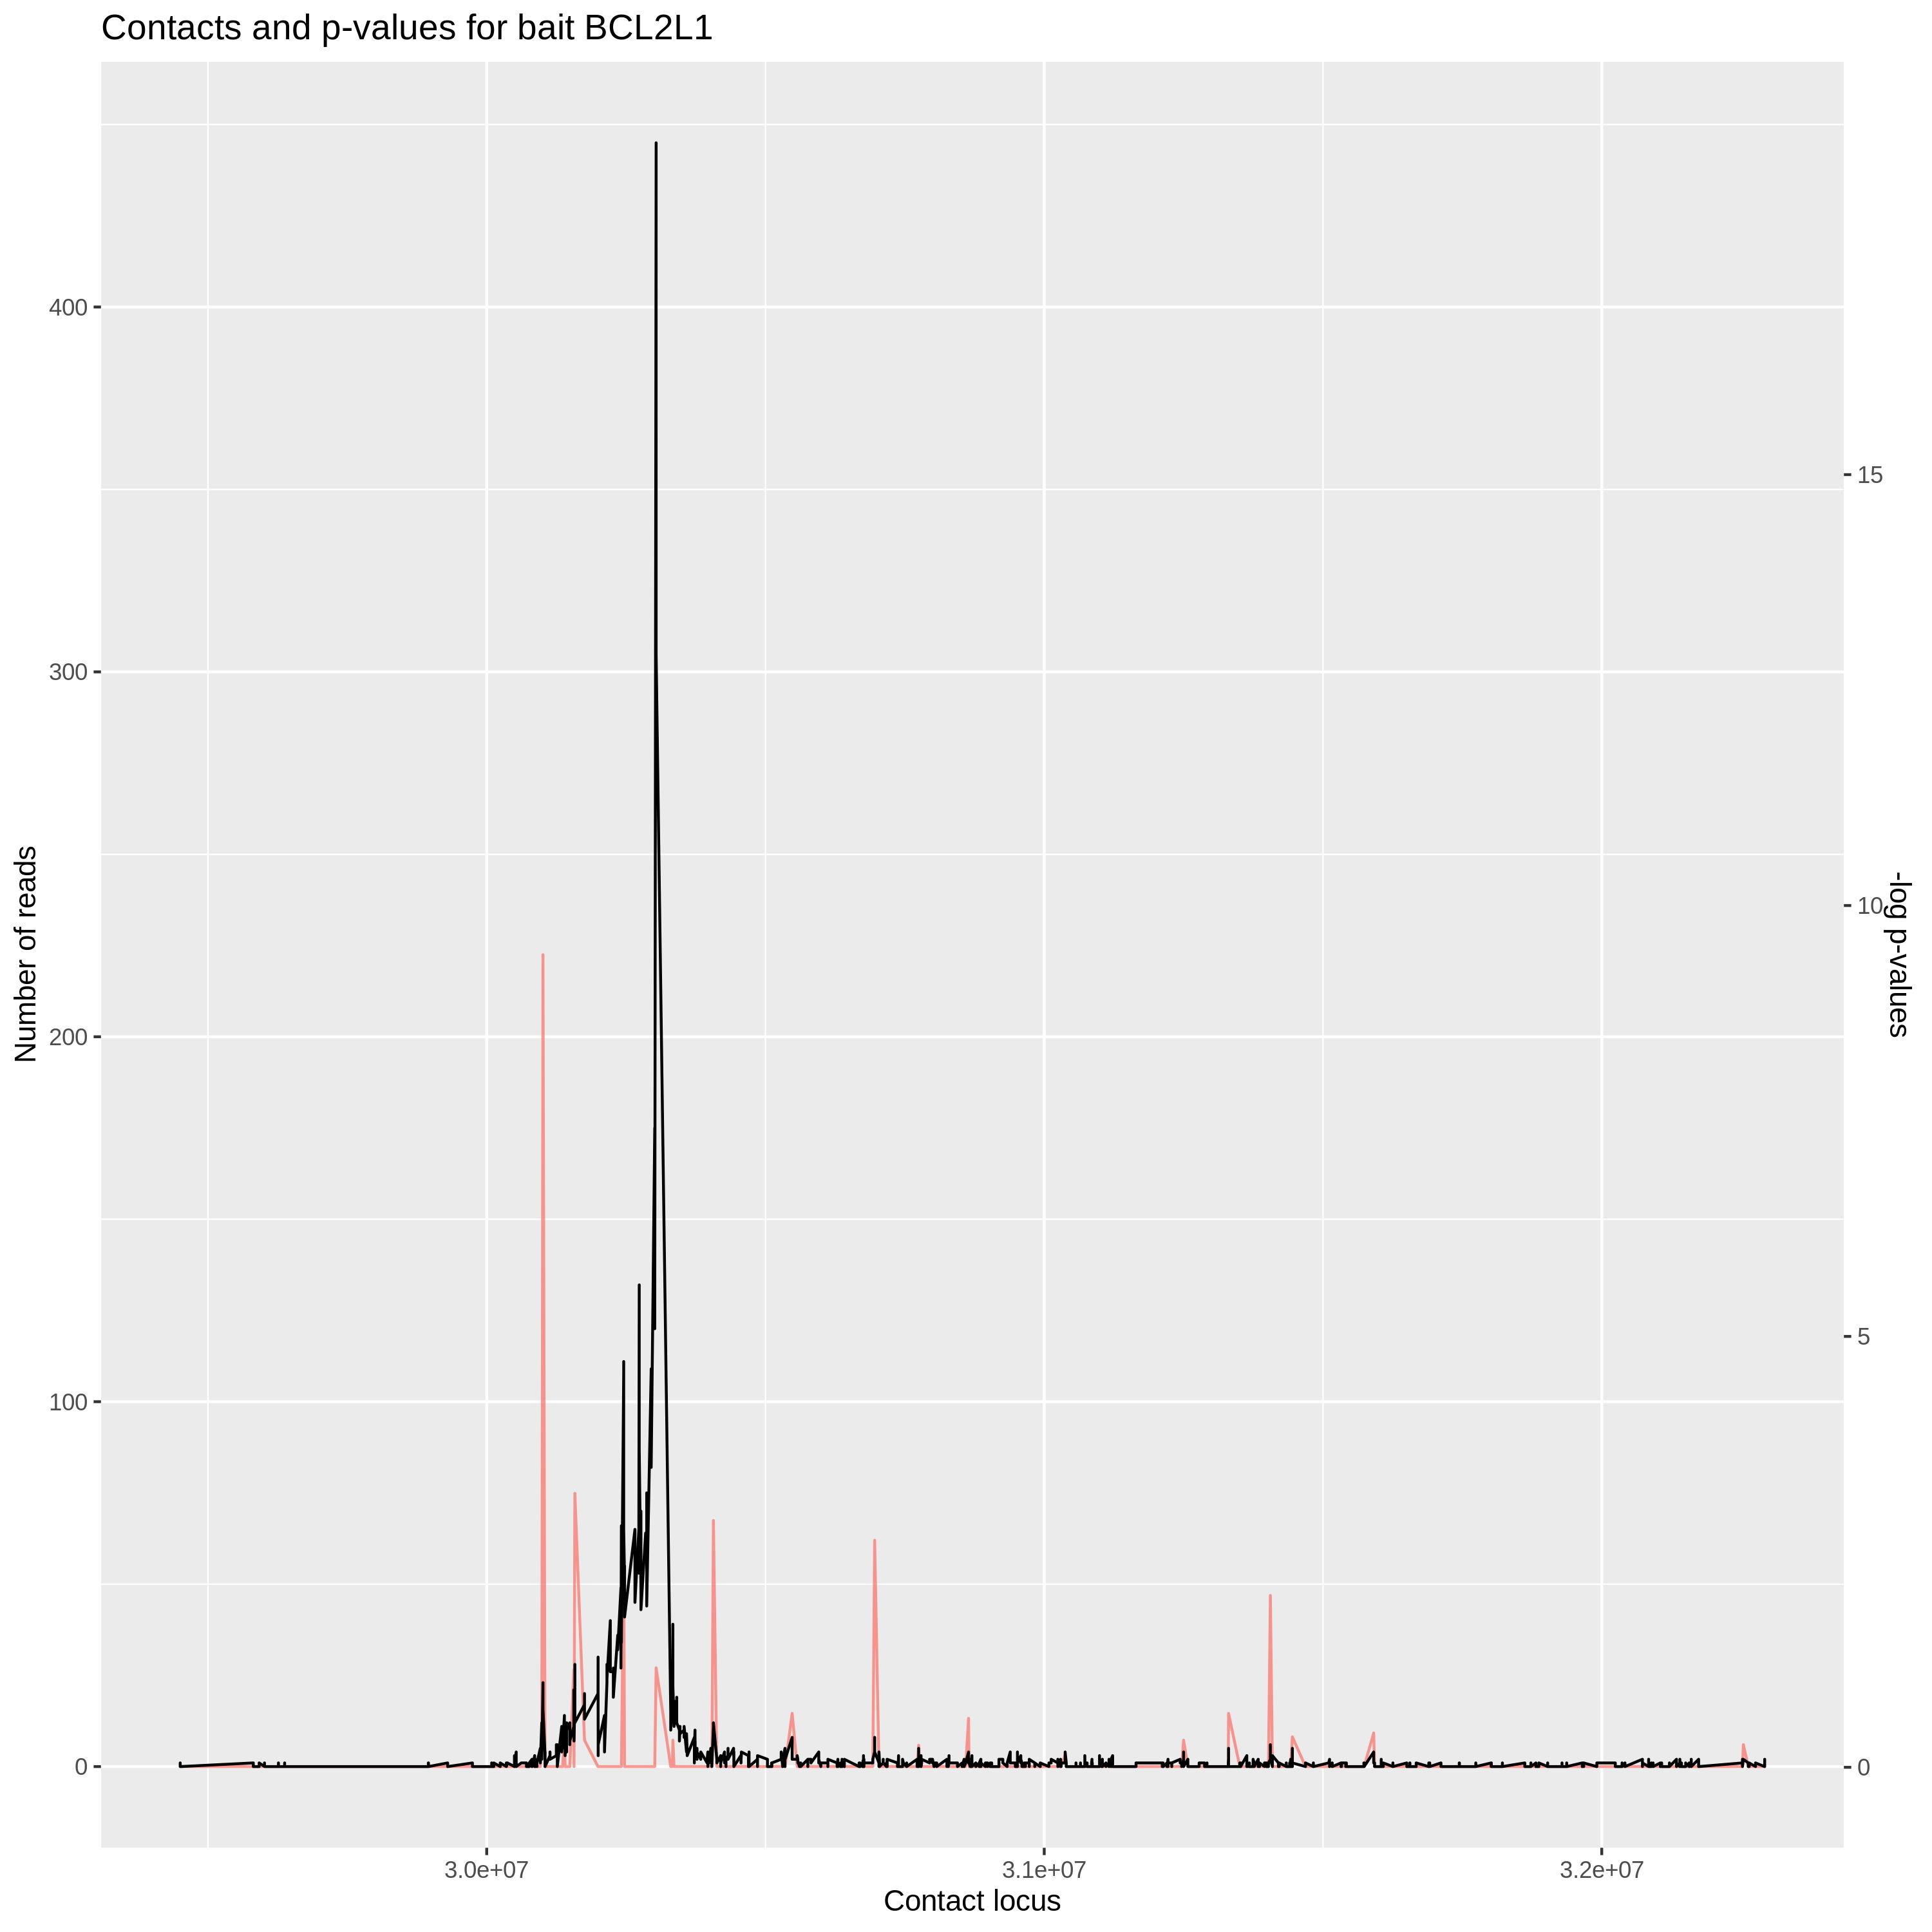 Contacts and p-values for bait BCL2L1
400
300
200
100
0
Number of reads
15
10
5
0
-log p-values
3.0e+07
3.1e+07
3.2e+07
Contact locus